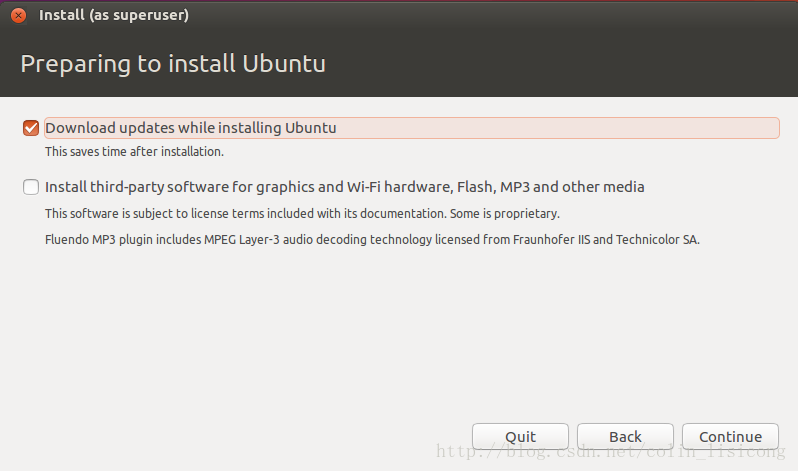 Install (as superuser)
Preparing to install Ubuntu
Download updates while installing Ubuntu
This saves time after installation.
Install third-party software for graphics and Wi-Fi hardware, Flash, MP3 and other media
This software is subject to license terms included with its documentation. Some is proprietary.
Fluendo MP3 plugin includes MPEG Layer-3 audio decoding technology licensed from Fraunhofer IIS and Technicolor SA.
Quit Back Continue
http://blog.csdn.net/colin_lisicong